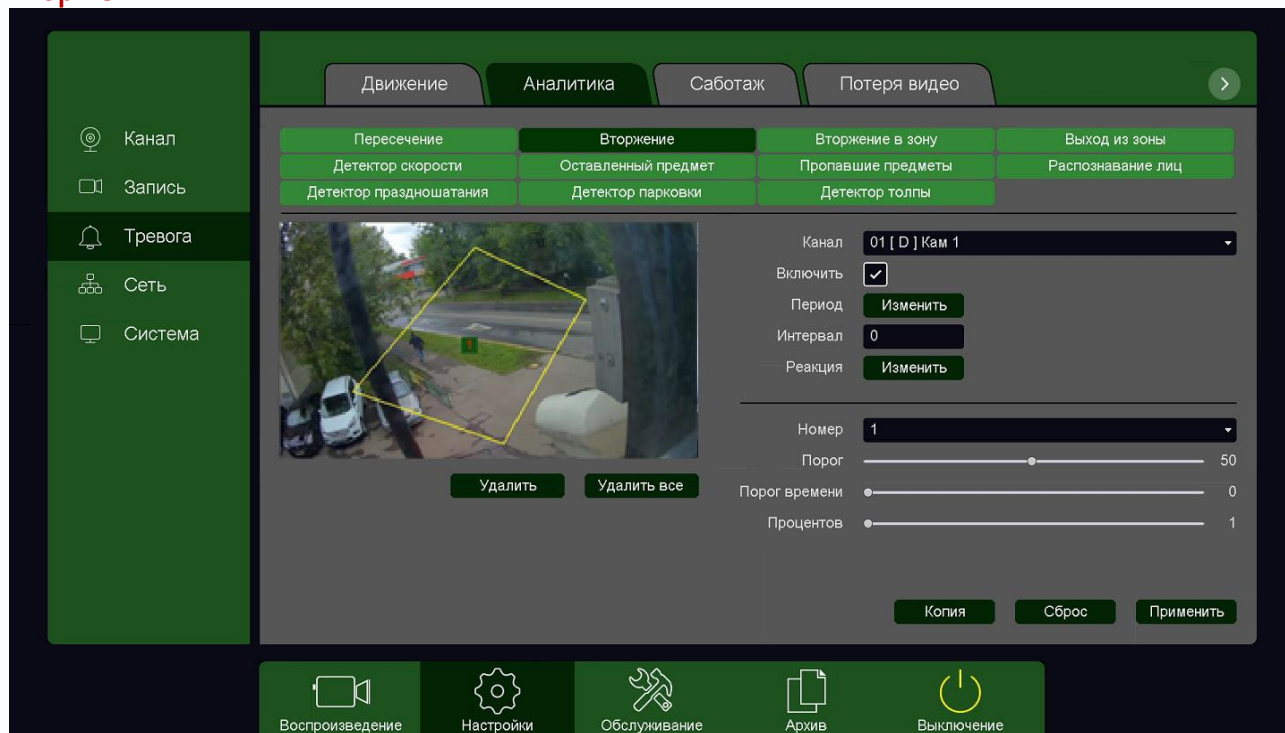 Движение Аналитика Саботаж Потеря видео
Канал
Запись
Тревога
Сеть
Система
Пересечение Вторжение Вторжение в зону Выход из зоны
Детектор скорости Оставленный предмет Пропавшие предметы Распознавание лиц
Детектор праздношатания Детектор парковки Детектор толпы
1
Канал 01 [ D ] Кам 1
Включить
Период Изменить
Интервал 0
Реакция Изменить
Номер 1
Порог 50
Порог времени 0
Процентов 1
Удалить Удалить все
Копия Сброс Применить
Воспроизведение Настройки Обслуживание Архив Выключение